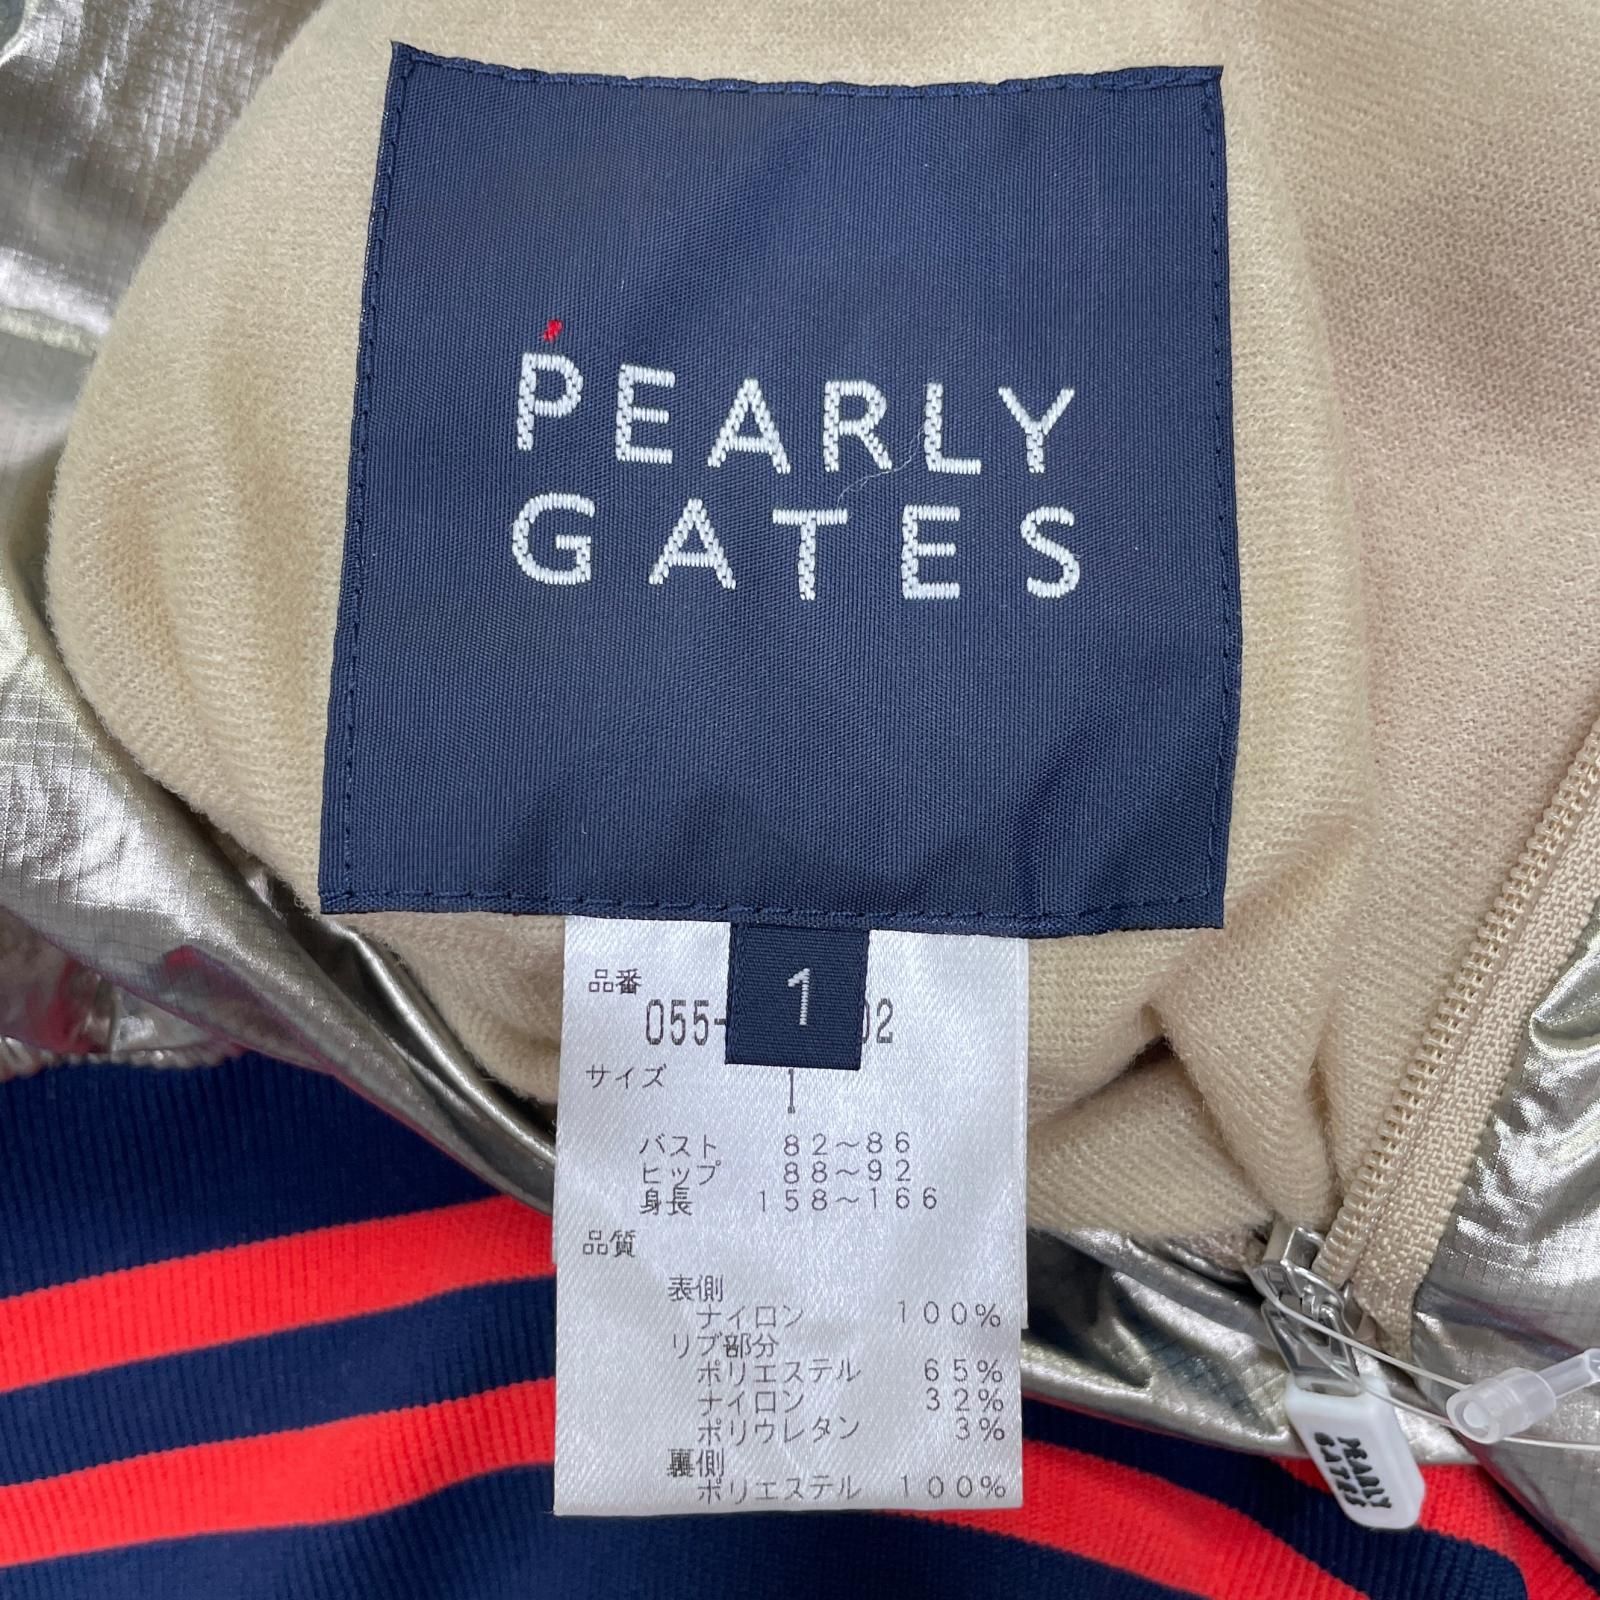 PEARLY
GATES
1
品番
055- 02
サイズ
1
バスト 82～86
ヒップ 88～92
身長 158～166
品質
表側
ナイロン 100%
リブ部分
ポリエステル 65%
ナイロン 32%
ポリウレタン 3%
裏側
ポリエステル 100%
PEARLY
GATES